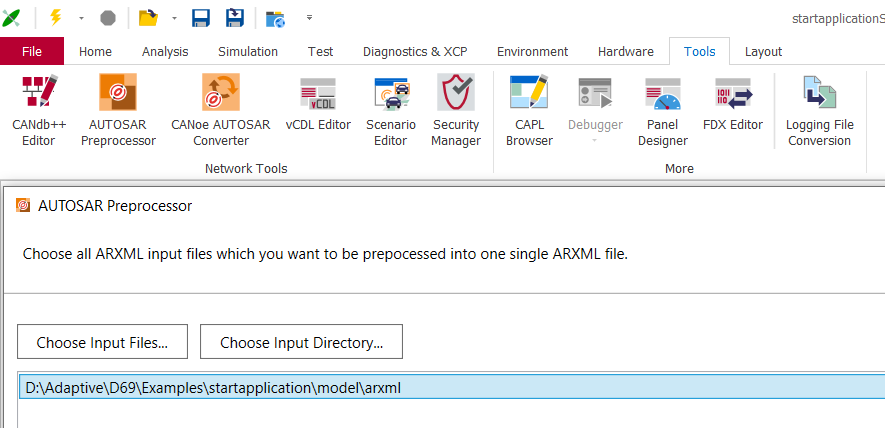 startapplicationS
File Home Analysis Simulation Test Diagnostics & XCP Environment Hardware Tools Layout
CANdb++ AUTOSAR CANoe AUTOSAR vCDL Editor Scenario Security CAPL Debugger Panel FDX Editor Logging File
Editor Preprocessor Converter Editor Manager Browser Designer Conversion
Network Tools More
AUTOSAR Preprocessor
Choose all ARXML input files which you want to be prepocessed into one single ARXML file.
Choose Input Files... Choose Input Directory...
D:\Adaptive\D69\Examples\startapplication\model\arxml